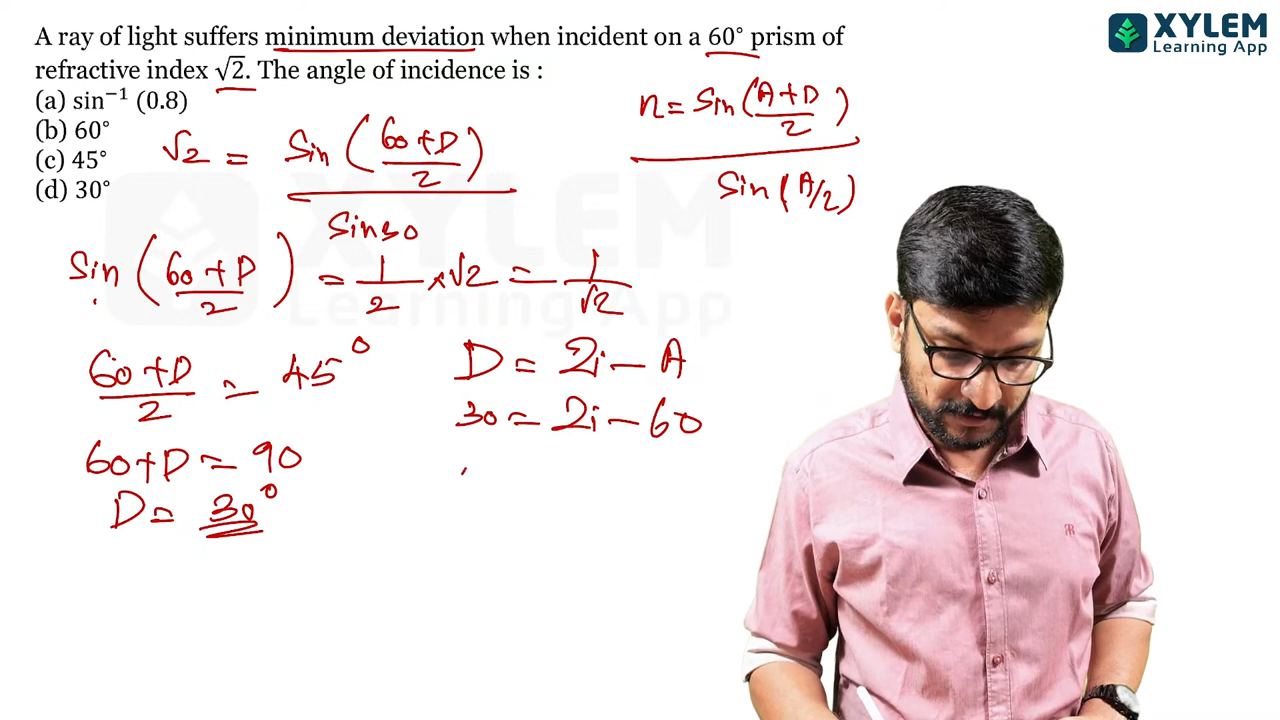 A ray of light suffers minimum deviation when incident on a 60° prism of
refractive index √2. The angle of incidence is :
(a) sin⁻¹ (0.8)
(b) 60°
(c) 45°
(d) 30°
XYLEM
Learning App
n = Sin(A+D/2)
Sin(A/2)
√2 = Sin(60+D/2)
Sin30
Sin(60+D/2) = 1/2 × √2 = 1/√2
60+D/2 = 45°
60+D = 90
D = 30°
D = 2i − A
30 = 2i − 60
XYLEM
Learning App